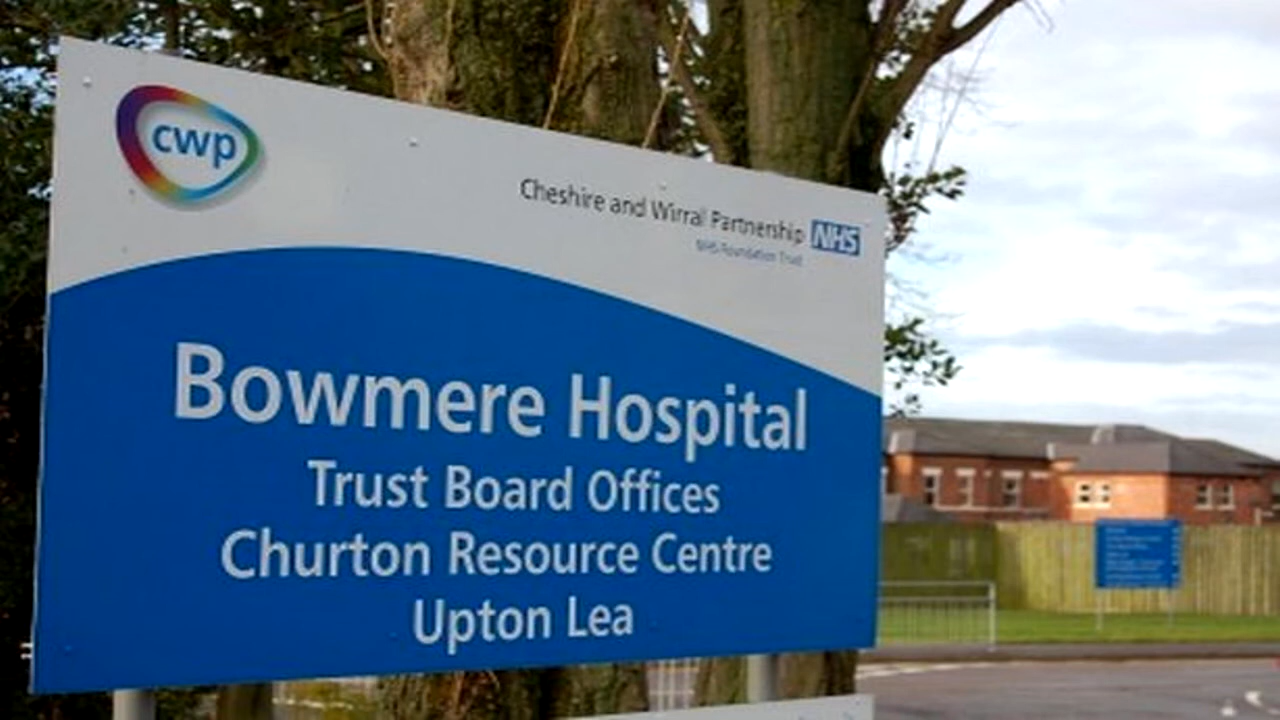 cwp
Cheshire and Wirral Partnership NHS
NHS Foundation Trust
Bowmere Hospital
Trust Board Offices
Churton Resource Centre
Upton Lea